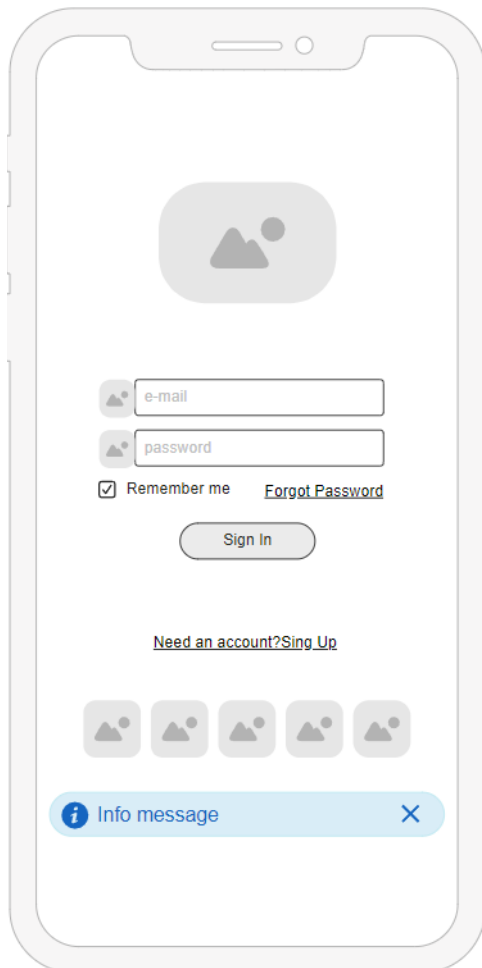 e-mail
password
Remember me Forgot Password
Sign In
Need an account?Sing Up
Info message